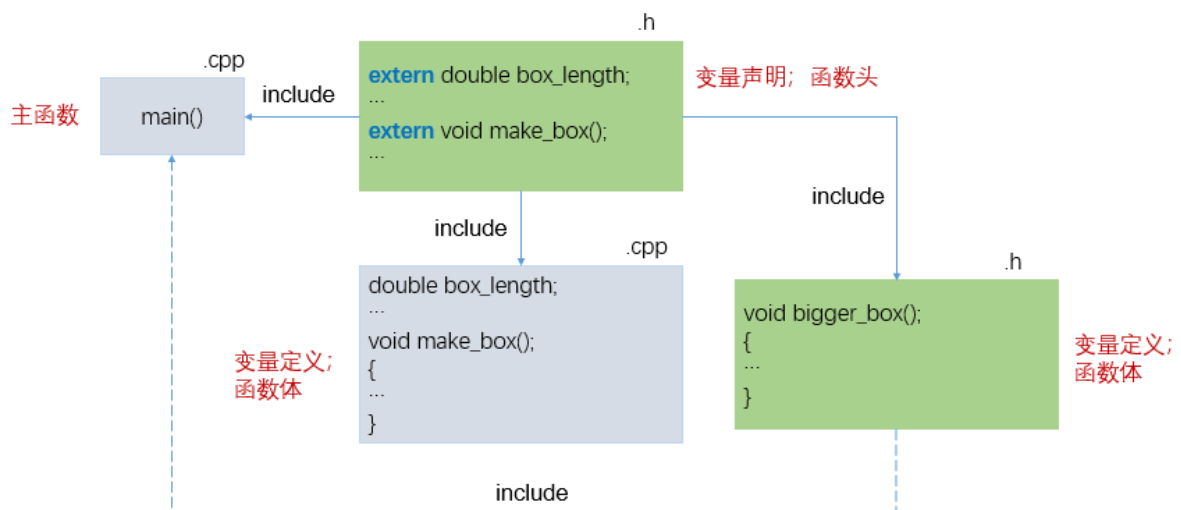 .h
.cpp
extern double box_length;
...
extern void make_box();
...
变量声明；函数头
include
主函数
main()
include
include
.cpp
.h
double box_length;
...
void make_box();
{
...
}
变量定义；
函数体
void bigger_box();
{
...
}
变量定义；
函数体
include